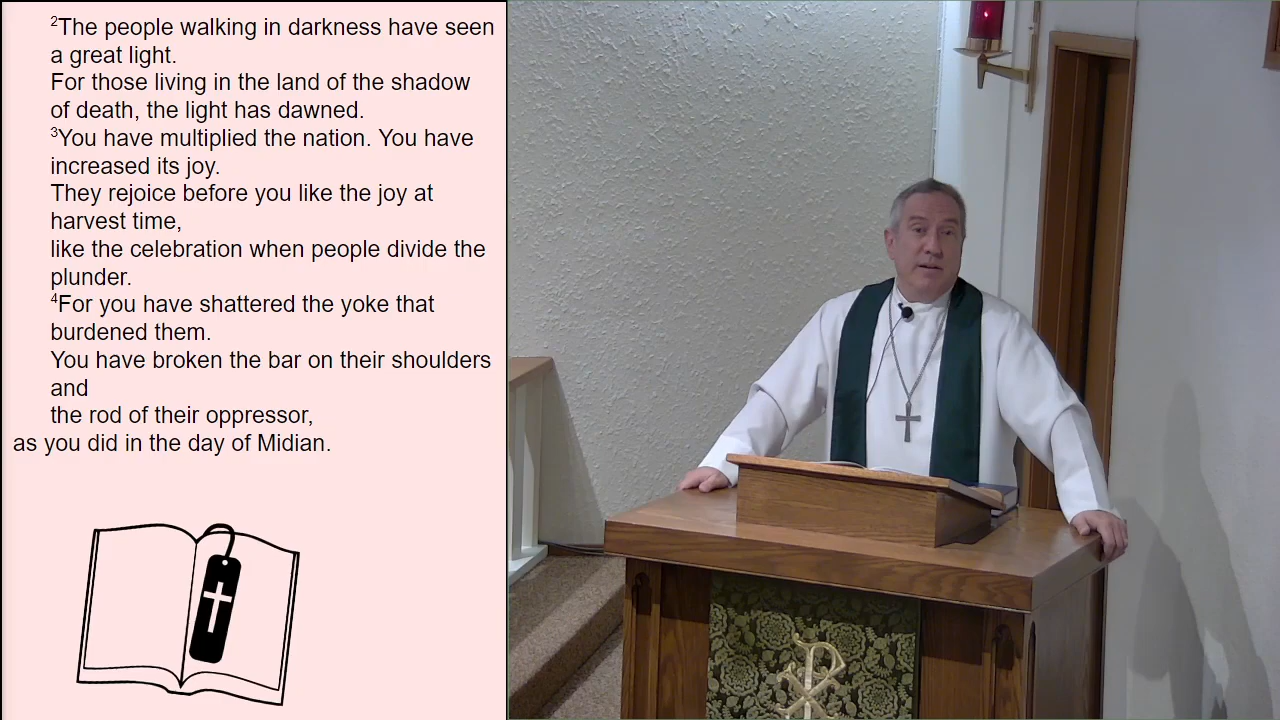 ²The people walking in darkness have seen
a great light.
For those living in the land of the shadow
of death, the light has dawned.
³You have multiplied the nation. You have
increased its joy.
They rejoice before you like the joy at
harvest time,
like the celebration when people divide the
plunder.
⁴For you have shattered the yoke that
burdened them.
You have broken the bar on their shoulders
and
the rod of their oppressor,
as you did in the day of Midian.